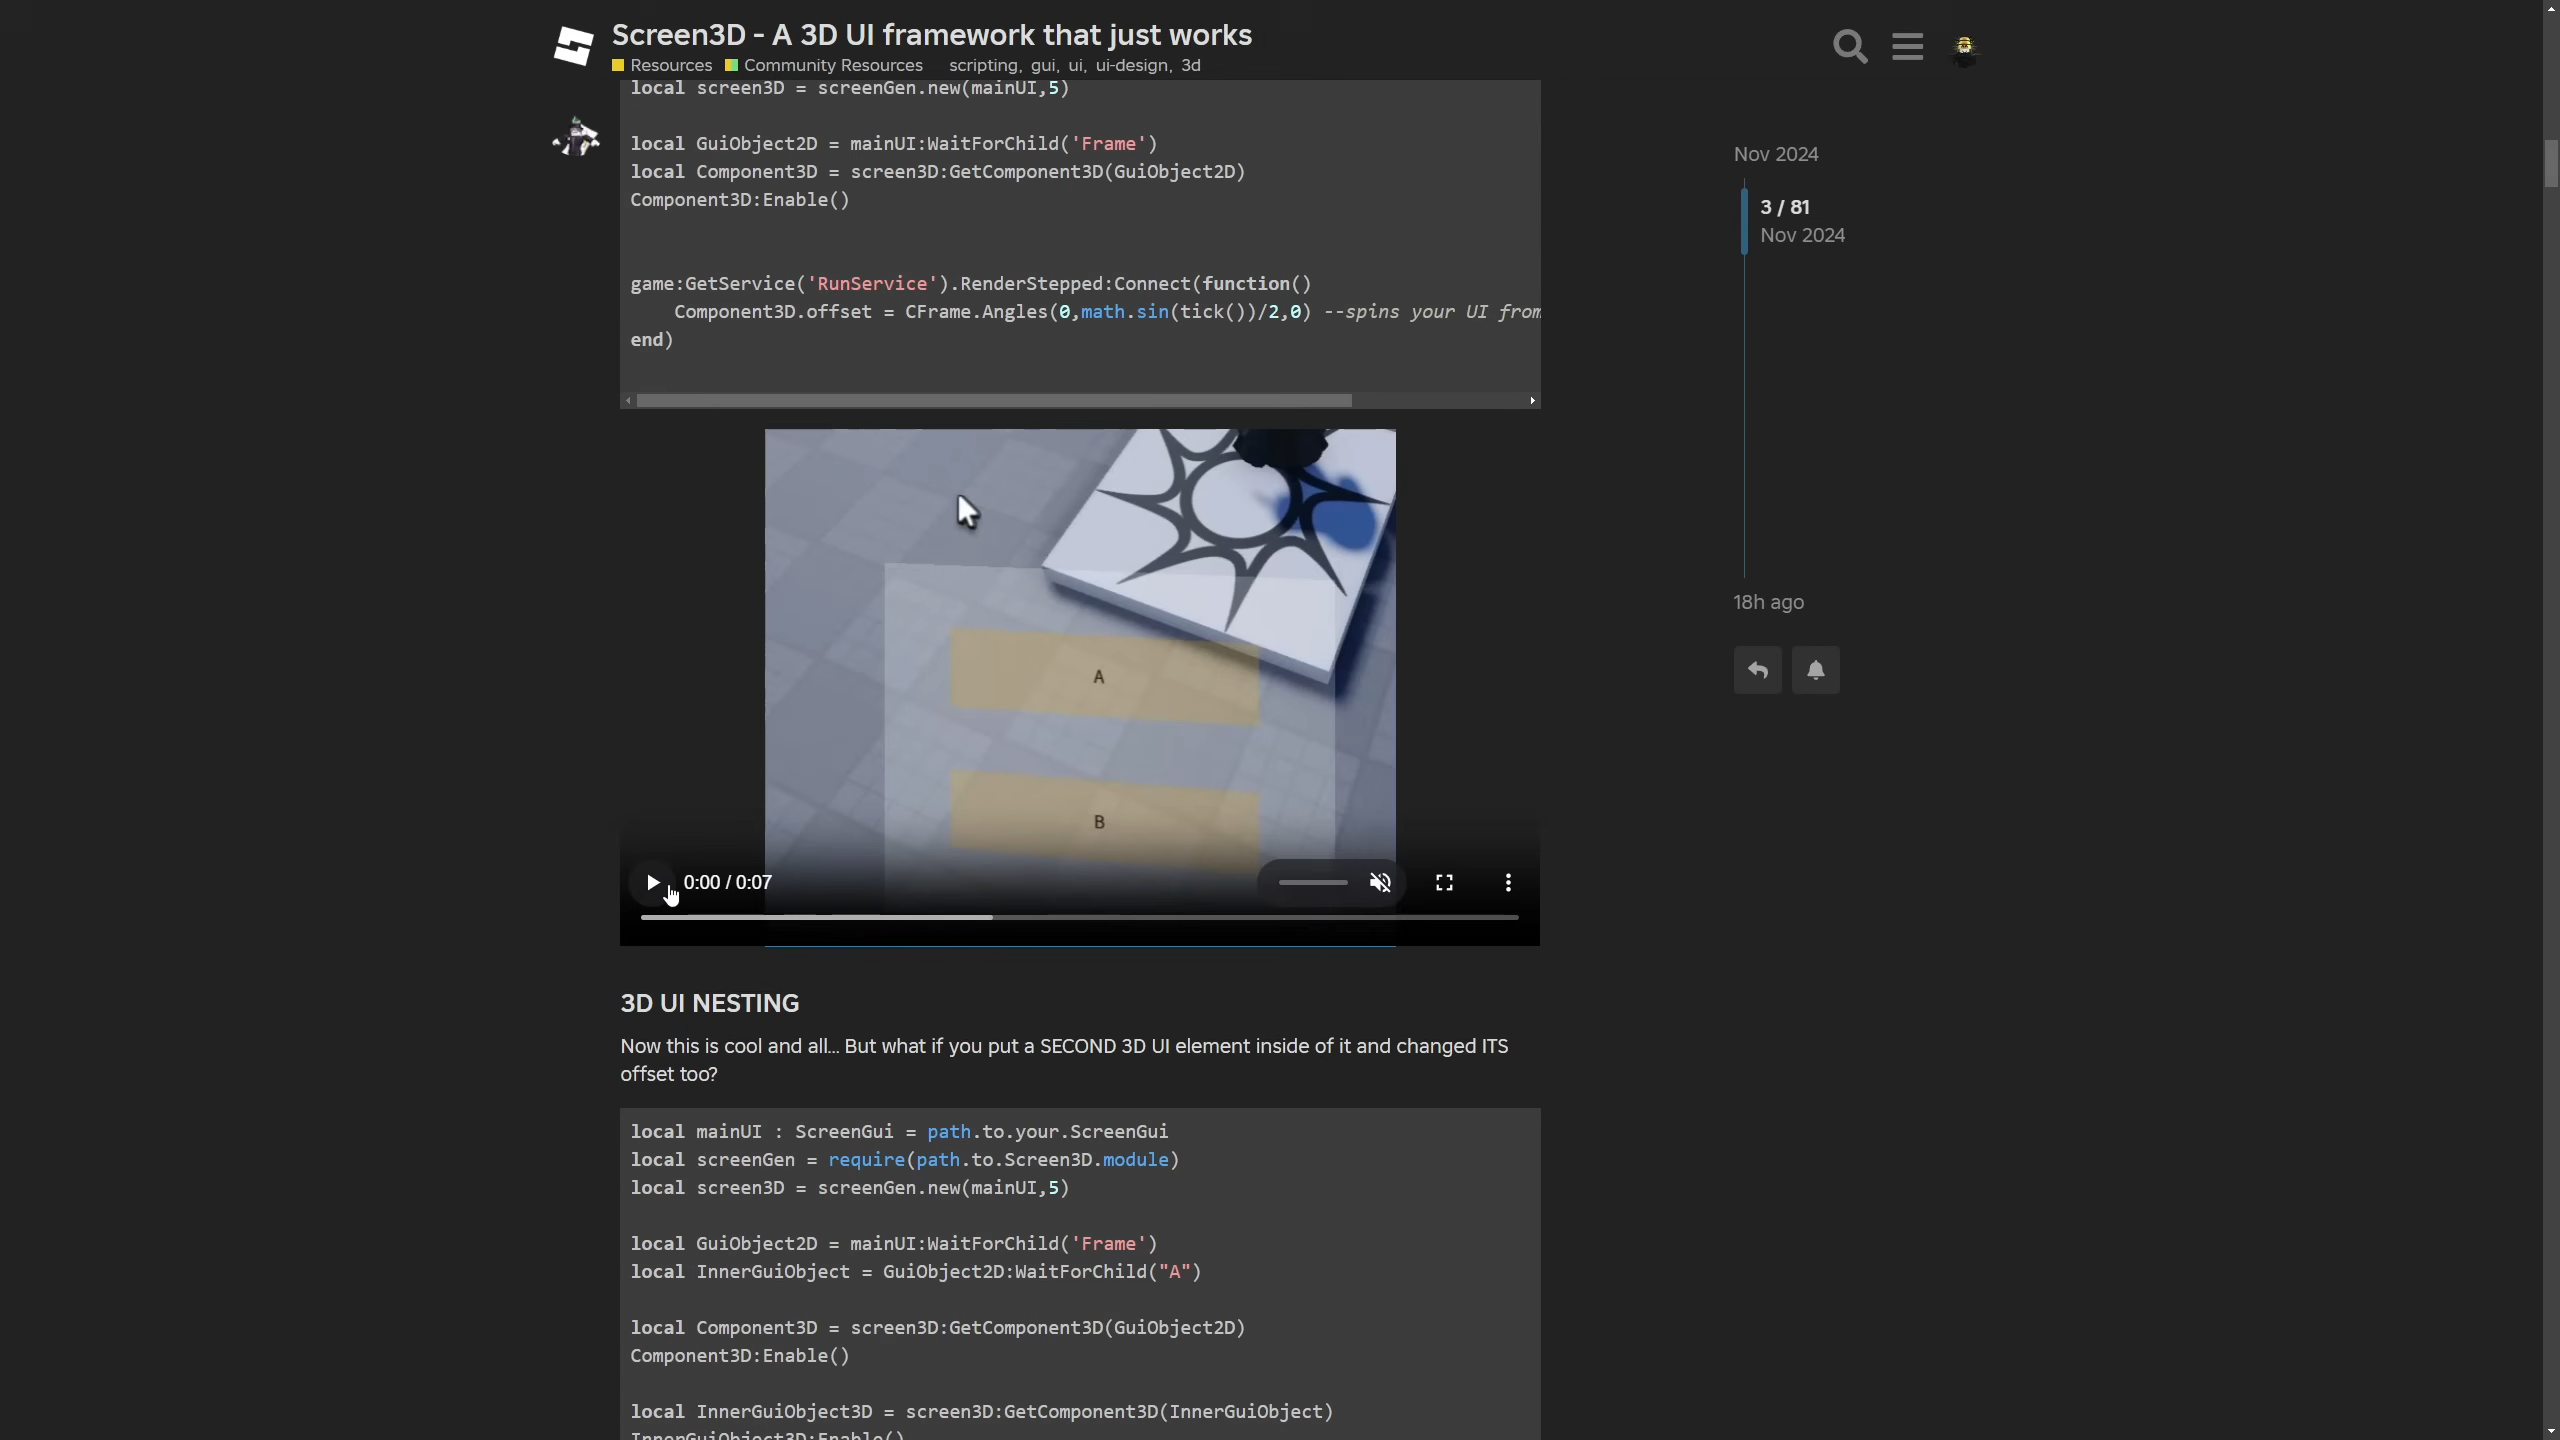 Screen3D - A 3D UI framework that just works
Resources Community Resources scripting, gui, ui, ui-design, 3d
local screen3D = screenGen.new(mainUI,5)
local GuiObject2D = mainUI:WaitForChild('Frame')
local Component3D = screen3D:GetComponent3D(GuiObject2D)
Component3D:Enable()
game:GetService('RunService').RenderStepped:Connect(function()
Component3D.offset = CFrame.Angles(0,math.sin(tick())/2,0) --spins your UI from
end)
Nov 2024
3 / 81
Nov 2024
18h ago
A
B
0:00 / 0:07
3D UI NESTING
Now this is cool and all... But what if you put a SECOND 3D UI element inside of it and changed ITS
offset too?
local mainUI : ScreenGui = path.to.your.ScreenGui
local screenGen = require(path.to.Screen3D.module)
local screen3D = screenGen.new(mainUI,5)
local GuiObject2D = mainUI:WaitForChild('Frame')
local InnerGuiObject = GuiObject2D:WaitForChild("A")
local Component3D = screen3D:GetComponent3D(GuiObject2D)
Component3D:Enable()
local InnerGuiObject3D = screen3D:GetComponent3D(InnerGuiObject)
InnerGuiObject3D:Enable()